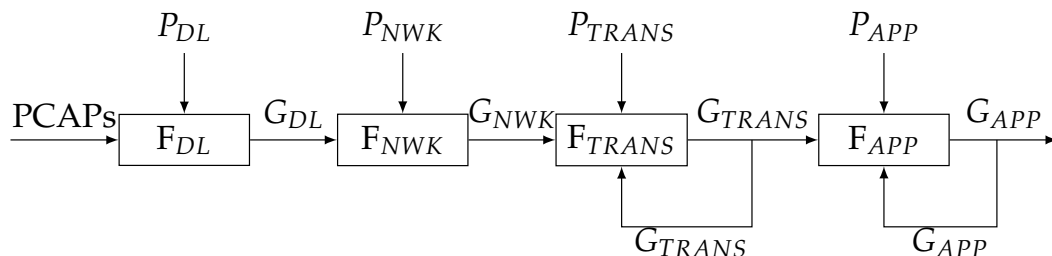 P_DL P_NWK P_TRANS P_APP
PCAPs G_DL G_NWK G_TRANS G_APP
F_DL F_NWK F_TRANS F_APP
G_TRANS G_APP